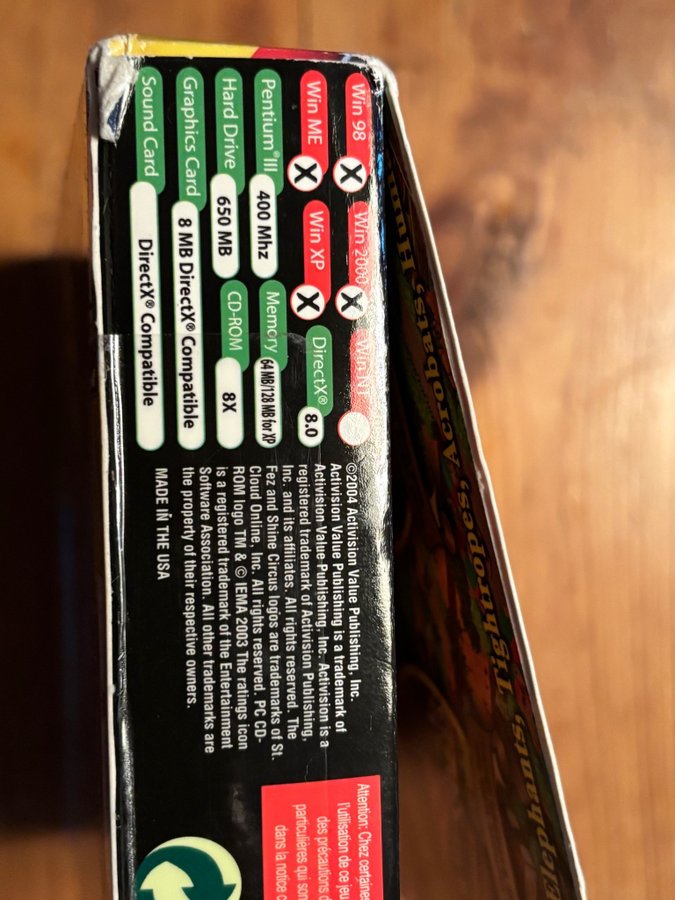 Win 98 X Win 2000 X Win NT
Win ME X Win XP X DirectX® 8.0
Pentium® III 400 Mhz Memory 64 MB/128 MB for XP
Hard Drive 650 MB CD-ROM 8X
Graphics Card 8 MB DirectX® Compatible
Sound Card DirectX® Compatible
©2004 Activision Value Publishing, Inc.
Activision Value Publishing is a trademark of
Activision Value Publishing, Inc. Activision is a
registered trademark of Activision Publishing,
Inc. and its affiliates. All rights reserved. The
Fez and Shine Circus logos are trademarks of St.
Cloud Online, Inc. All rights reserved. PC CD-
ROM logo TM & © IEMA 2003 The ratings icon
is a registered trademark of the Entertainment
Software Association. All other trademarks are
the property of their respective owners.
MADE IN THE USA
Attention: Chez certaines
l'utilisation de ce jeu
des précautions d
particulières qui son
dans la notice c
Elephants, Tightropes, Acrobats, Hum